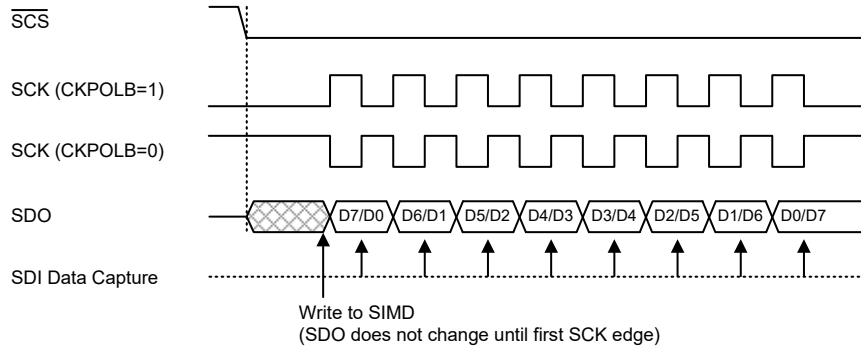 SCS
SCK (CKPOLB=1)
SCK (CKPOLB=0)
SDO
D7/D0 D6/D1 D5/D2 D4/D3 D3/D4 D2/D5 D1/D6 D0/D7
SDI Data Capture
Write to SIMD
(SDO does not change until first SCK edge)